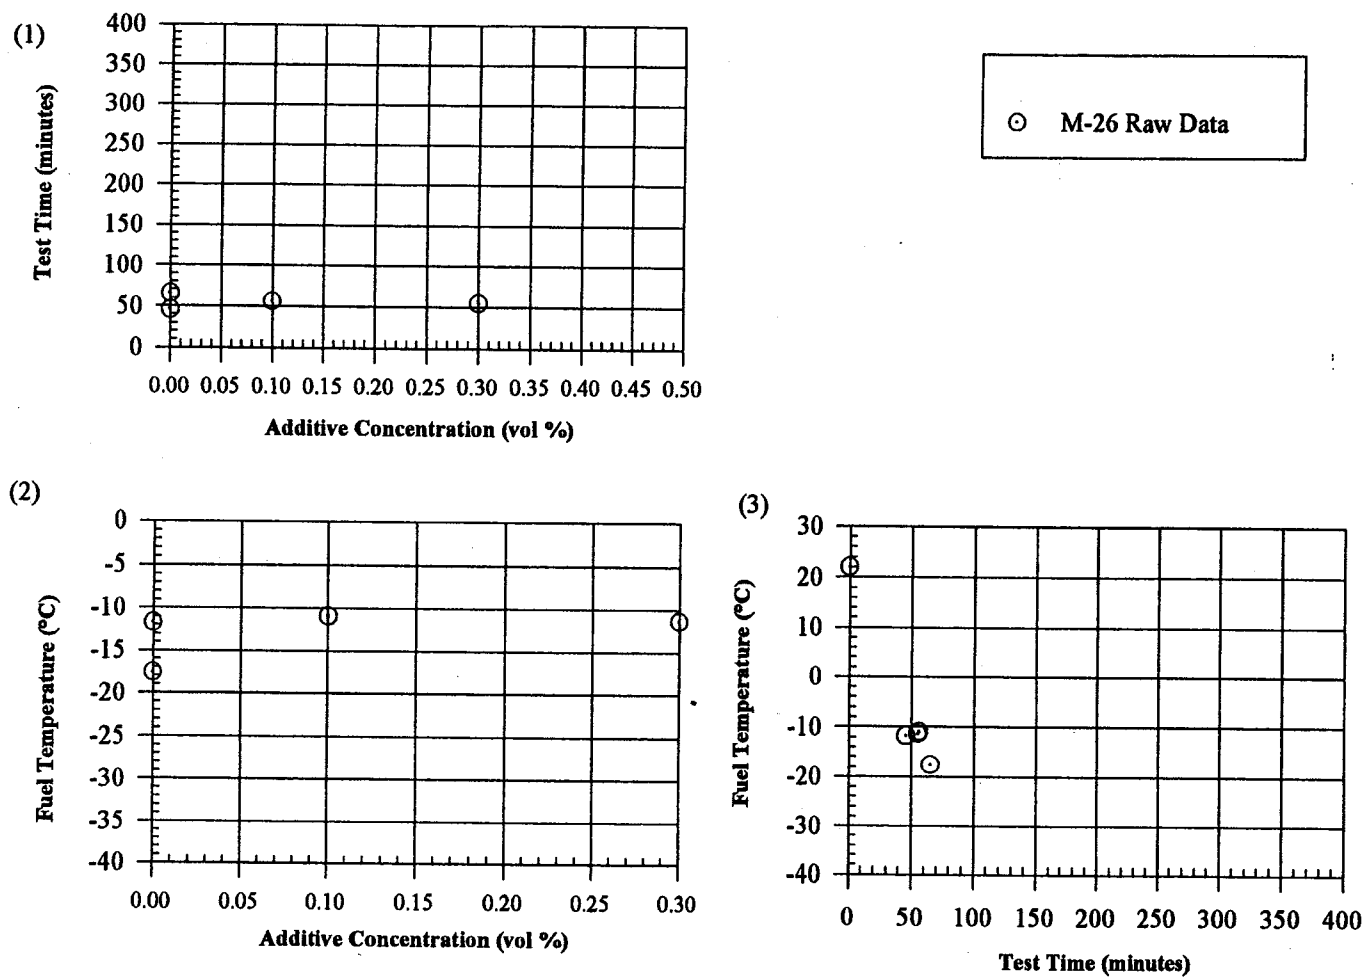 (1)
400
350
300
250
200
150
100
50
0
Test Time (minutes)
0.00 0.05 0.10 0.15 0.20 0.25 0.30 0.35 0.40 0.45 0.50
Additive Concentration (vol %)
M-26 Raw Data
(2)
0
-5
-10
-15
-20
-25
-30
-35
-40
Fuel Temperature (°C)
0.00 0.05 0.10 0.15 0.20 0.25 0.30
Additive Concentration (vol %)
(3)
30
20
10
0
-10
-20
-30
-40
Fuel Temperature (°C)
0 50 100 150 200 250 300 350 400
Test Time (minutes)